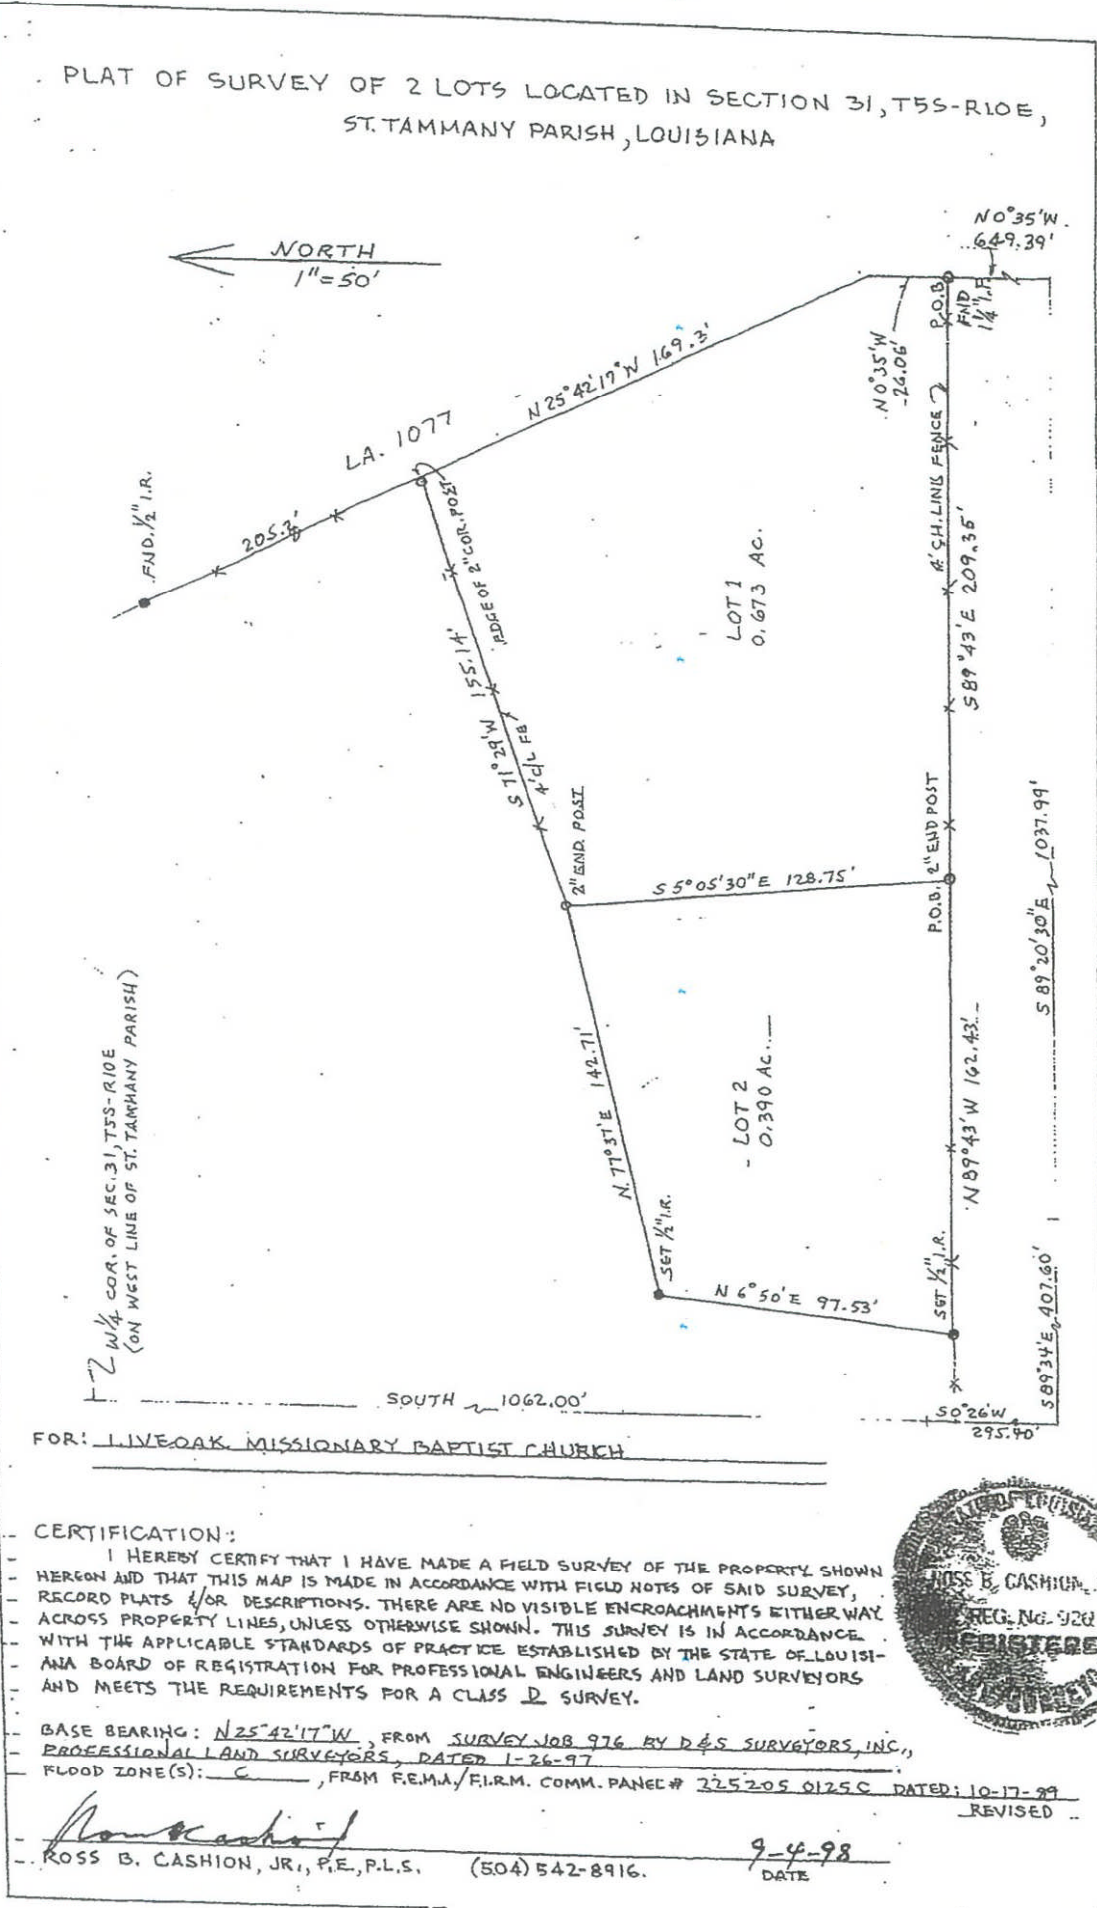 PLAT OF SURVEY OF 2 LOTS LOCATED IN SECTION 31, T5S-R10E,
ST. TAMMANY PARISH, LOUISIANA
N0°35'W.
649.39'
NORTH
1"=50'
P.O.B.
FND
1¼" I.P.
N0°35'W
26.06'
N 25°42'17"W 169.3'
LA. 1077
205.2'
FND. ½" I.R.
EDGE OF 2" COR. POST
4' CH. LINK FENCE
S 89°43'E 209.35'
LOT 1
0.673 AC.
S 71°29'W 155.14'
4' C/L FE
2" END. POST
S 5°05'30"E 128.75'
P.O.B. 2" END POST
S 89°20'30"E 1037.99'
W¼ COR. OF SEC. 31, T5S-R10E
(ON WEST LINE OF ST. TAMMANY PARISH)
N. 77°37'E 142.71'
LOT 2
0.390 AC.
N89°43'W 162.43'
SET ½" I.R.
N 6°50'E 97.53'
SET ½" I.R.
S89°34'E 407.60'
SOUTH 1062.00'
S0°26'W
295.40'
FOR: LIVEOAK MISSIONARY BAPTIST CHURCH
CERTIFICATION:
I HEREBY CERTIFY THAT I HAVE MADE A FIELD SURVEY OF THE PROPERTY SHOWN
HEREON AND THAT THIS MAP IS MADE IN ACCORDANCE WITH FIELD NOTES OF SAID SURVEY,
RECORD PLATS &/OR DESCRIPTIONS. THERE ARE NO VISIBLE ENCROACHMENTS EITHER WAY
ACROSS PROPERTY LINES, UNLESS OTHERWISE SHOWN. THIS SURVEY IS IN ACCORDANCE
WITH THE APPLICABLE STANDARDS OF PRACTICE ESTABLISHED BY THE STATE OF LOUISI-
ANA BOARD OF REGISTRATION FOR PROFESSIONAL ENGINEERS AND LAND SURVEYORS
AND MEETS THE REQUIREMENTS FOR A CLASS D SURVEY.
ROSS B. CASHION
REG. No. 920
REGISTERED
BASE BEARING: N25°42'17"W, FROM SURVEY JOB 976 BY D&S SURVEYORS, INC.,
PROFESSIONAL LAND SURVEYORS, DATED 1-26-97
FLOOD ZONE(S): C, FROM F.E.M.A./F.I.R.M. COMM. PANEL# 225205 0125C DATED: 10-17-89
REVISED
ROSS B. CASHION, JR., P.E., P.L.S. (504) 542-8916.
9-4-98
DATE